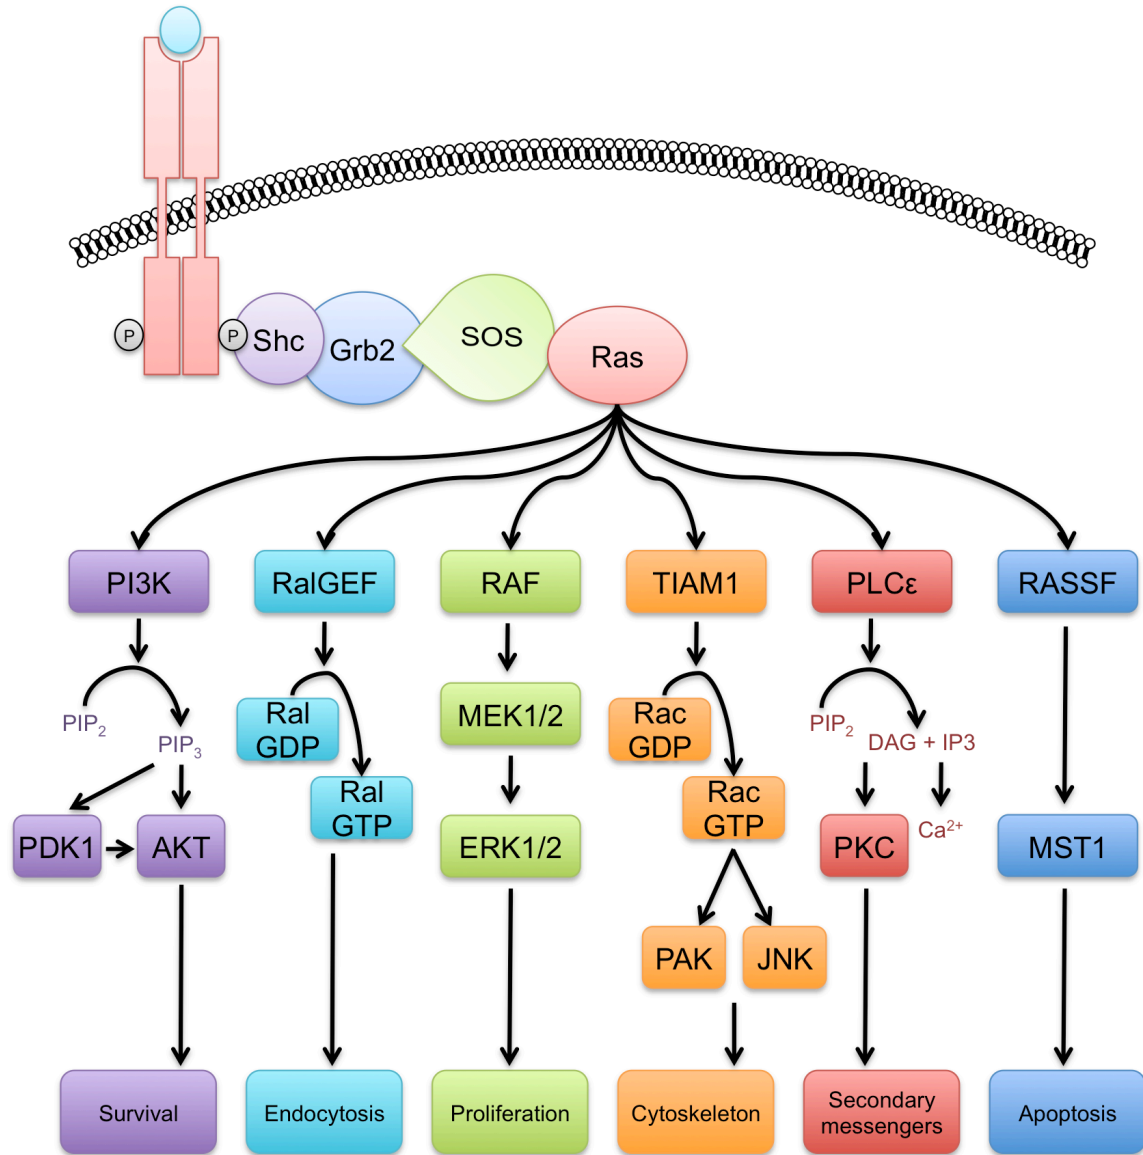 P
P
Shc
Grb2
SOS
Ras
PI3K
RalGEF
RAF
TIAM1
PLCε
RASSF
PIP2
PIP3
Ral
GDP
Ral
GTP
MEK1/2
Rac
GDP
Rac
GTP
PIP2
DAG + IP3
Ca2+
PDK1
AKT
ERK1/2
PKC
MST1
PAK
JNK
Survival
Endocytosis
Proliferation
Cytoskeleton
Secondary
messengers
Apoptosis